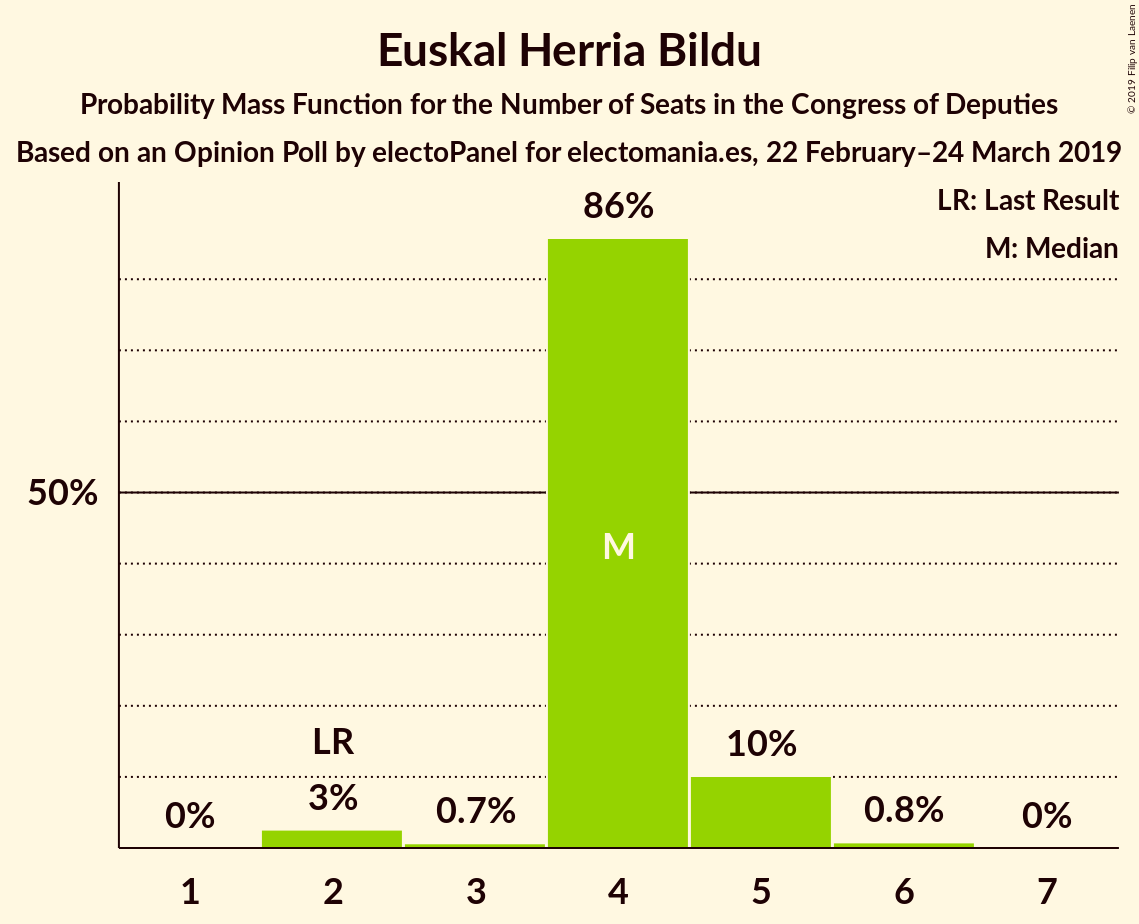 Euskal Herria Bildu
Probability Mass Function for the Number of Seats in the Congress of Deputies
Based on an Opinion Poll by electoPanel for electomania.es, 22 February–24 March 2019
© 2019 Filip van Laenen
LR: Last Result
M: Median
86%
50%
M
LR
10%
0%
3%
0.7%
0.8%
0%
1 2 3 4 5 6 7